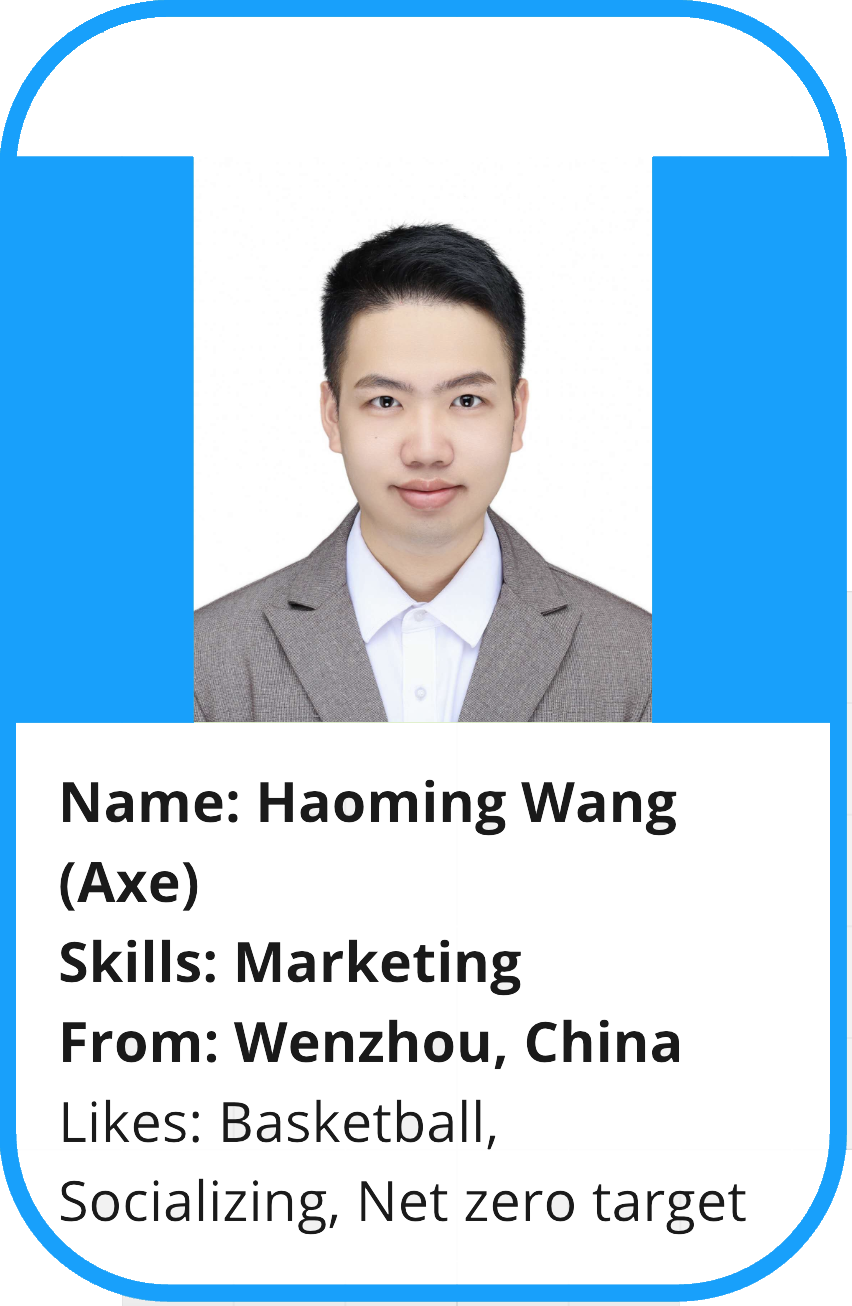 Name: Haoming Wang
(Axe)
Skills: Marketing
From: Wenzhou, China
Likes: Basketball,
Socializing, Net zero target